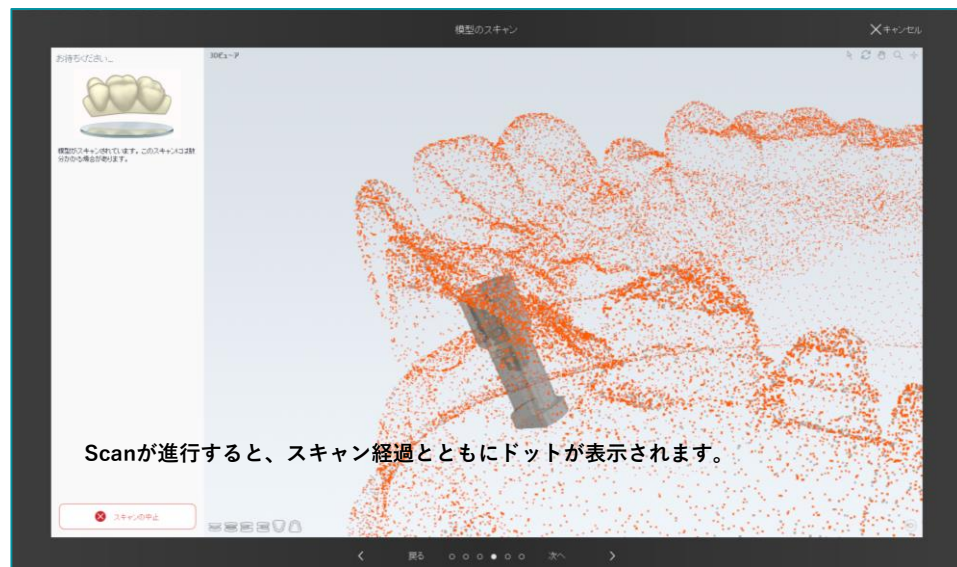 模型のスキャン
キャンセル
お待ちください...
3Dビューア
模型がスキャンされています。このスキャンには数
分かかる場合があります。
Scanが進行すると、スキャン経過とともにドットが表示されます。
スキャンの中止
戻る
次へ